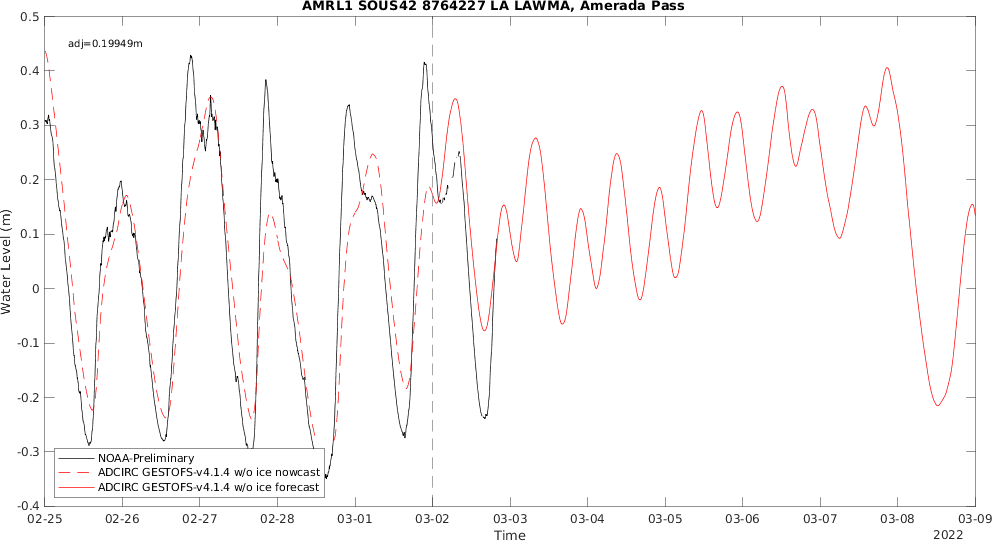 AMRL1 SOUS42 8764227 LA LAWMA, Amerada Pass
adj=0.19949m
Water Level (m)
0.5
0.4
0.3
0.2
0.1
0
-0.1
-0.2
-0.3
-0.4
NOAA-Preliminary
ADCIRC GESTOFS-v4.1.4 w/o ice nowcast
ADCIRC GESTOFS-v4.1.4 w/o ice forecast
02-25 02-26 02-27 02-28 03-01 03-02 03-03 03-04 03-05 03-06 03-07 03-08 03-09
Time
2022